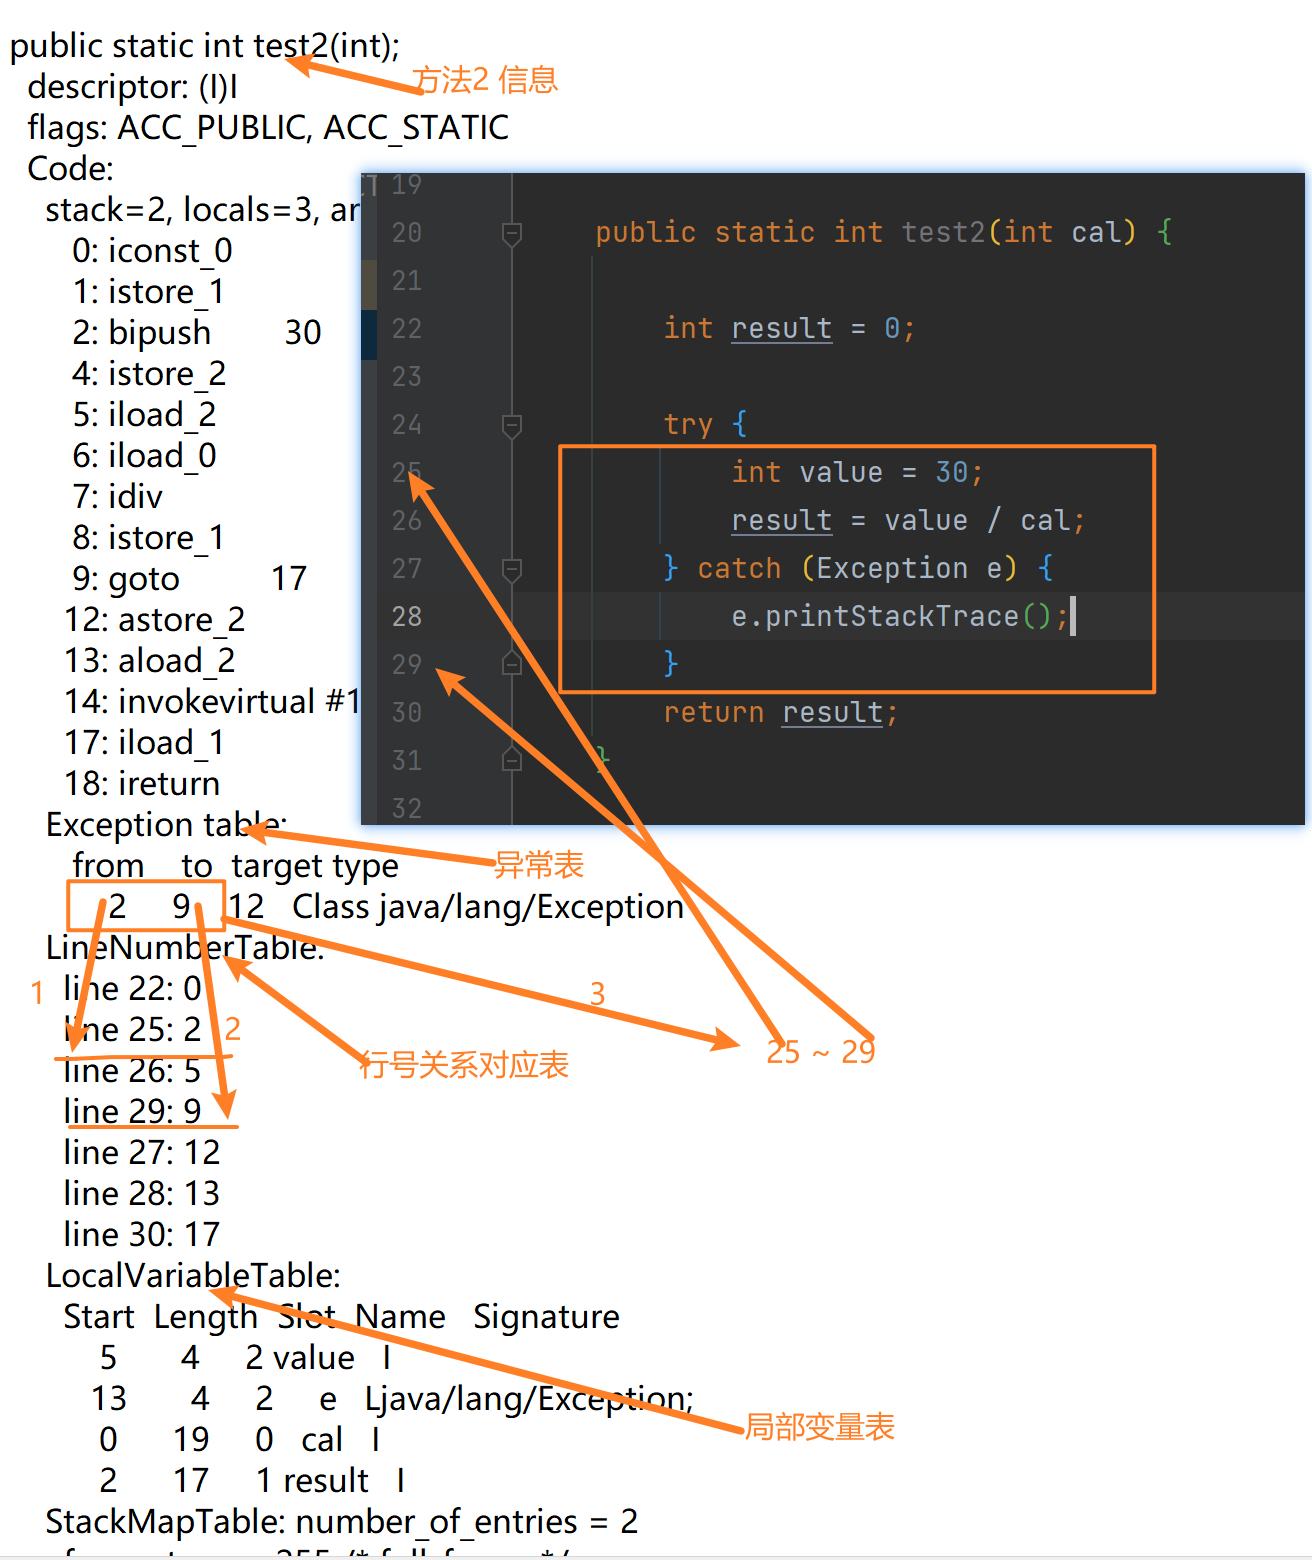 public static int test2(int);
方法2 信息
descriptor: (I)I
flags: ACC_PUBLIC, ACC_STATIC
Code:
stack=2, locals=3, ar
0: iconst_0
1: istore_1
2: bipush 30
4: istore_2
5: iload_2
6: iload_0
7: idiv
8: istore_1
9: goto 17
12: astore_2
13: aload_2
14: invokevirtual #1
17: iload_1
18: ireturn
19
20 public static int test2(int cal) {
21
22 int result = 0;
23
24 try {
25 int value = 30;
26 result = value / cal;
27 } catch (Exception e) {
28 e.printStackTrace();
29 }
30 return result;
31 }
32
Exception table:
异常表
from to target type
2 9 12 Class java/lang/Exception
LineNumberTable:
行号关系对应表
1
2
3
25 ~ 29
line 22: 0
line 25: 2
line 26: 5
line 29: 9
line 27: 12
line 28: 13
line 30: 17
LocalVariableTable:
局部变量表
Start Length Slot Name Signature
5 4 2 value I
13 4 2 e Ljava/lang/Exception;
0 19 0 cal I
2 17 1 result I
StackMapTable: number_of_entries = 2